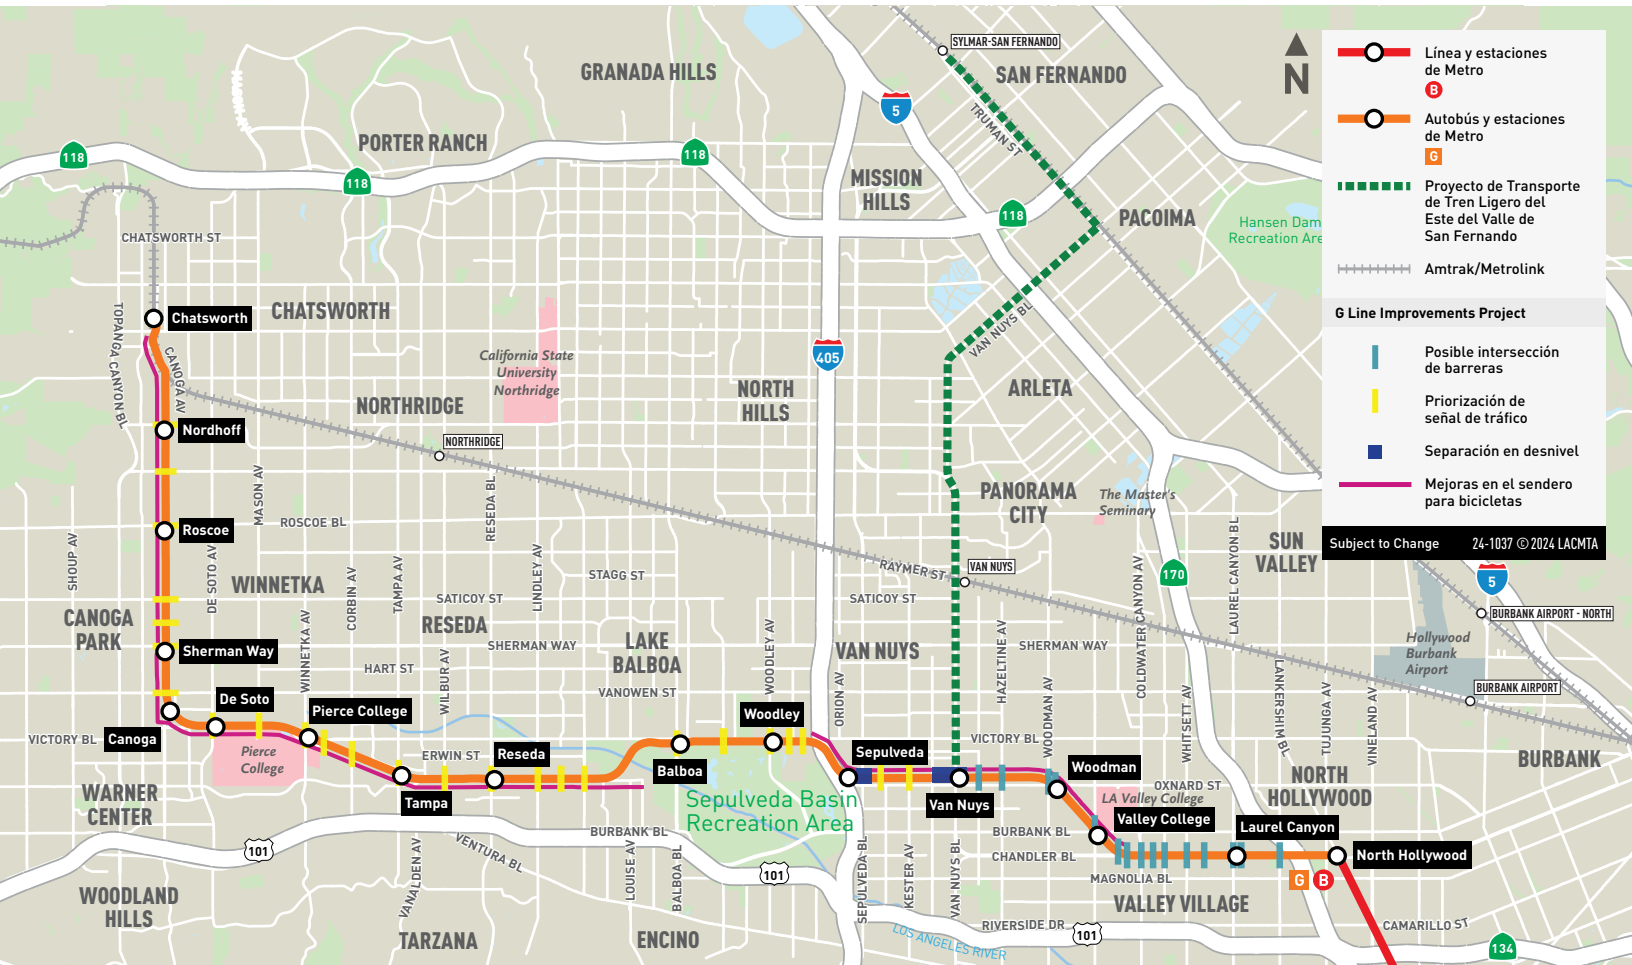 SYLMAR-SAN FERNANDO
GRANADA HILLS
SAN FERNANDO
N
5
TRUMAN ST
PORTER RANCH
118
118
118
MISSION
HILLS
118
PACOIMA
Hansen Dam
Recreation Are
CHATSWORTH ST
Chatsworth
CHATSWORTH
TOPANGA CANYON BL
CANOGA AV
VAN NUYS BL
405
California State
University
Northridge
NORTHRIDGE
NORTH
HILLS
ARLETA
Nordhoff
NORTHRIDGE
MASON AV
RESEDA BL
PANORAMA
CITY
The Master's
Seminary
Roscoe
ROSCOE BL
SHOUP AV
DE SOTO AV
WINNETKA
CORBIN AV
TAMPA AV
LINDLEY AV
STAGG ST
RAYMER ST
VAN NUYS
COLDWATER CANYON AV
170
LAUREL CANYON BL
SUN
VALLEY
5
BURBANK AIRPORT - NORTH
CANOGA
PARK
SATICOY ST
SATICOY ST
RESEDA
Sherman Way
WINNETKA AV
SHERMAN WAY
LAKE
BALBOA
WOODLEY AV
VAN NUYS
HAZELTINE AV
SHERMAN WAY
Hollywood
Burbank
Airport
HART ST
WILBUR AV
VANOWEN ST
ORION AV
WOODMAN AV
WHITSETT AV
LANKERSHIM BL
TUJUNGA AV
VINELAND AV
BURBANK AIRPORT
De Soto
Pierce College
Woodley
VICTORY BL
Canoga
Pierce
College
ERWIN ST
Reseda
Balboa
Sepulveda
VICTORY BL
Woodman
BURBANK
WARNER
CENTER
Tampa
Sepulveda Basin
Recreation Area
Van Nuys
OXNARD ST
LA Valley College
NORTH
HOLLYWOOD
Valley College
Laurel Canyon
101
VENTURA BL
BURBANK BL
BURBANK BL
CHANDLER BL
North Hollywood
G
B
MAGNOLIA BL
WOODLAND
HILLS
VANALDEN AV
LOUISE AV
BALBOA BL
101
SEPULVEDA BL
KESTER AV
VAN NUYS BL
VALLEY VILLAGE
TARZANA
ENCINO
LOS ANGELES RIVER
RIVERSIDE DR
101
CAMARILLO ST
134
Línea y estaciones
de Metro
B
Autobús y estaciones
de Metro
G
Proyecto de Transporte
de Tren Ligero del
Este del Valle de
San Fernando
Amtrak/Metrolink
G Line Improvements Project
Posible intersección
de barreras
Priorización de
señal de tráfico
Separación en desnivel
Mejoras en el sendero
para bicicletas
Subject to Change
24-1037 © 2024 LACMTA